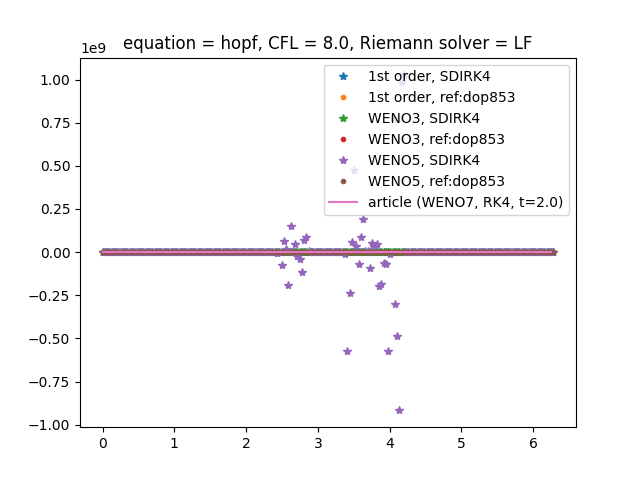 equation = hopf, CFL = 8.0, Riemann solver = LF
1e9
1st order, SDIRK4
1st order, ref:dop853
WENO3, SDIRK4
WENO3, ref:dop853
WENO5, SDIRK4
WENO5, ref:dop853
article (WENO7, RK4, t=2.0)
1.00
0.75
0.50
0.25
0.00
−0.25
−0.50
−0.75
−1.00
0 1 2 3 4 5 6